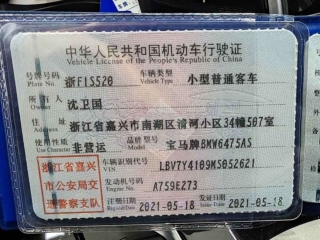 中华人民共和国机动车行驶证
Vehicle License of the People's Republic of China
号牌号码 浙F1S520 车辆类型 小型普通客车
Plate No. Vehicle Type
所有人 沈卫国
Owner
住址 浙江省嘉兴市南湖区清河小区34幢507室
使用性质 非营运 品牌型号 宝马牌BMW6475AS
浙江省嘉兴 车辆识别代号 LBV7Y4109MS052621
VIN
市公安局交 发动机号码 A759E273
通警察支队 Engine No.
注册日期 2021-05-18 发证日期 2021-05-18
Register Date Issue Date